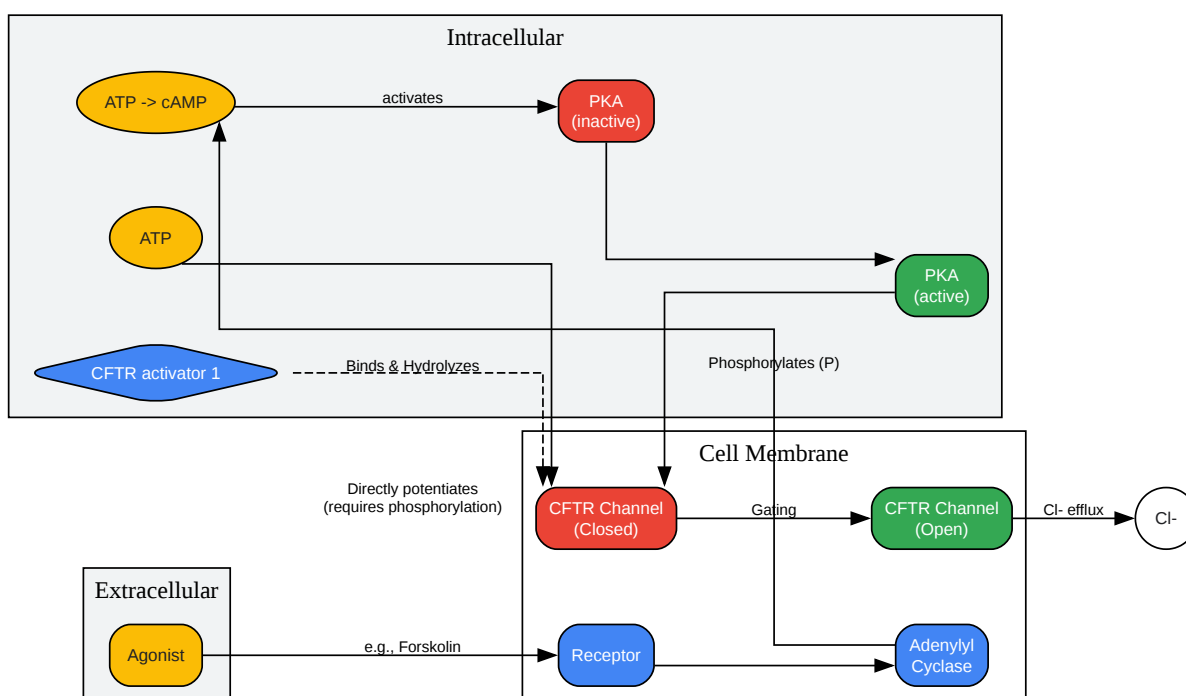 Intracellular
ATP -> cAMP
activates
PKA
(inactive)
ATP
PKA
(active)
CFTR activator 1
Binds & Hydrolyzes
Phosphorylates (P)
Cell Membrane
Directly potentiates
(requires phosphorylation)
CFTR Channel
(Closed)
Gating
CFTR Channel
(Open)
Cl- efflux
Cl-
Extracellular
Agonist
e.g., Forskolin
Receptor
Adenylyl
Cyclase